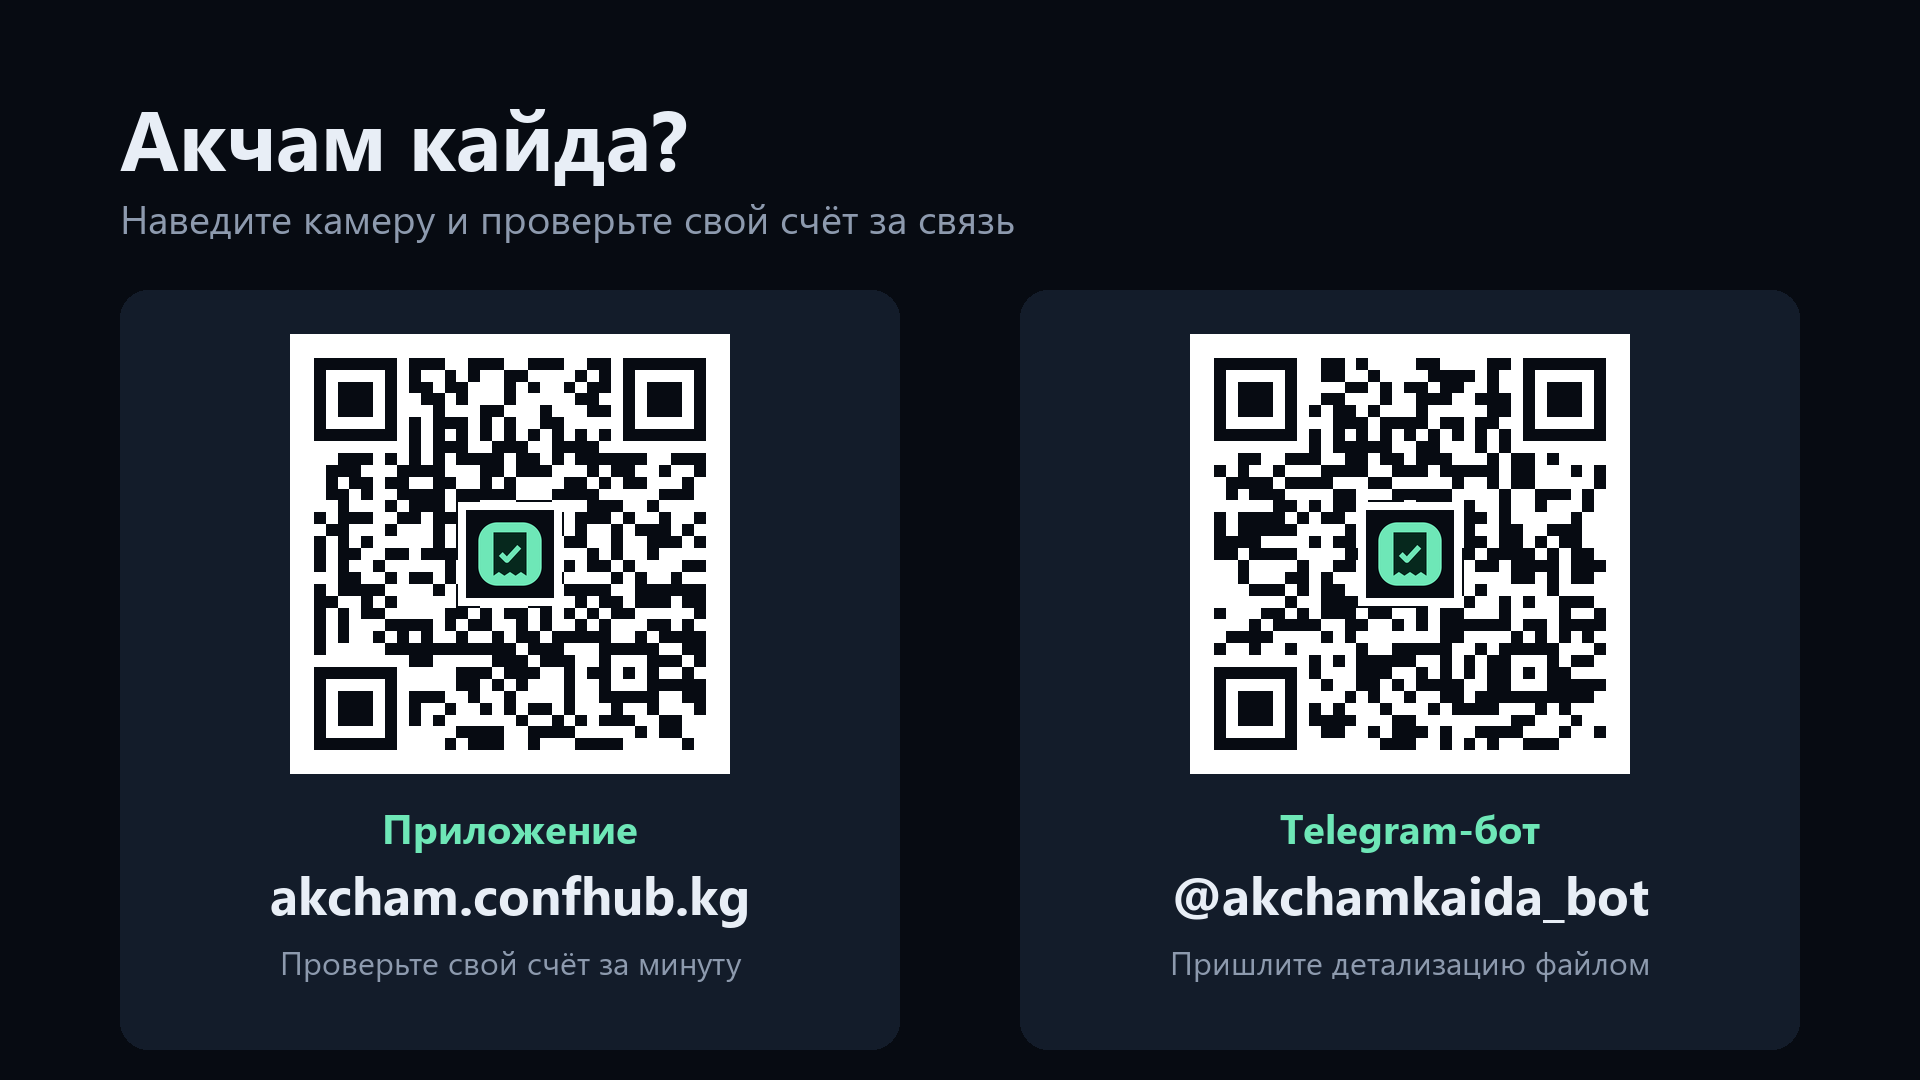 Акчам кайда?
Наведите камеру и проверьте свой счёт за связь
Приложение
akcham.confhub.kg
Проверьте свой счёт за минуту
Telegram-бот
@akchamkaida_bot
Пришлите детализацию файлом